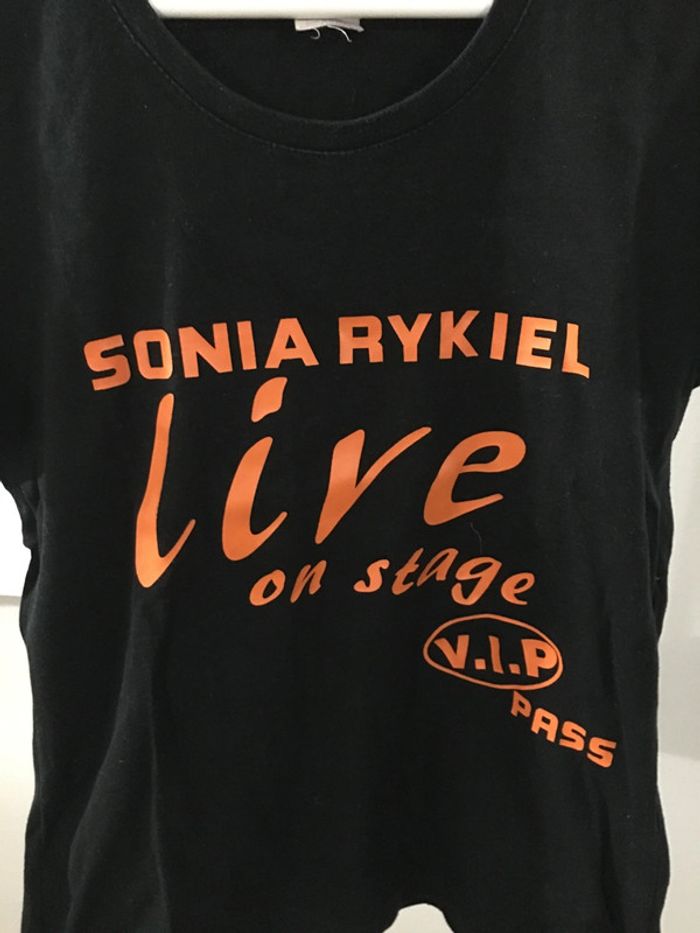 SONIA RYKIEL
live
on stage
V.I.P
PASS